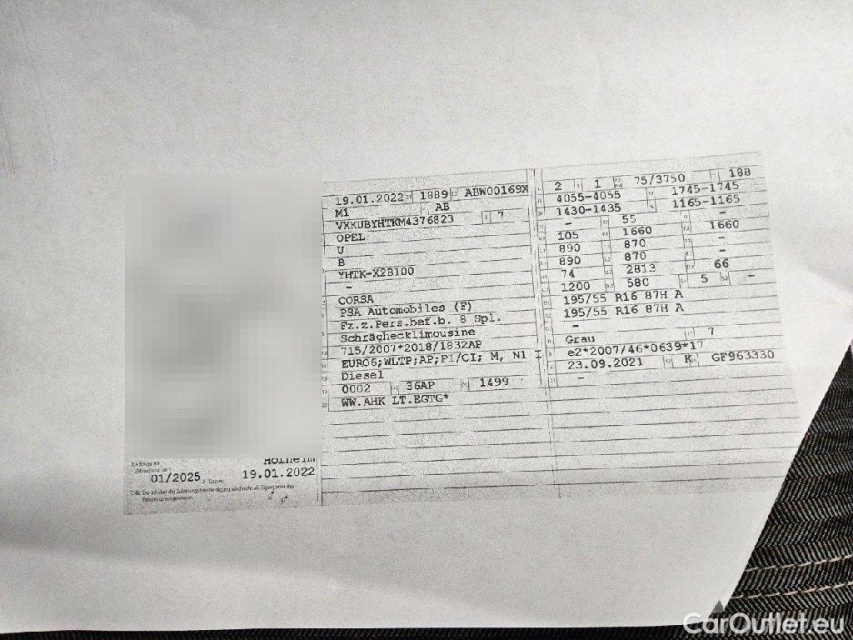 Hofheim
01/2025 19.01.2022
19.01.2022 1889 ABW00169X
M1 AB
VXKUBYHTKM4376823 7
OPEL
U
B
YHTK-X2B100
-
CORSA
PSA Automobiles (F)
Fz.z.Pers.bef.b. 8 Spl.
Schräghecklimousine
715/2007*2018/1832AP
EURO6;WLTP;AP;PI/CI; M, N1 I
Diesel
0002 36AP 1499
WW.AHK LT.EGTG*
2 1 75/3750 188
4055-4055 1745-1745
1430-1435 1165-1165
- 55 -
105 1660 1660
890 870 -
890 870 -
74 2813 66
1200 580 5 -
195/55 R16 87H A
195/55 R16 87H A
-
Grau 7
e2*2007/46*0639*17
23.09.2021 K GF963330
-
CarOutlet.eu